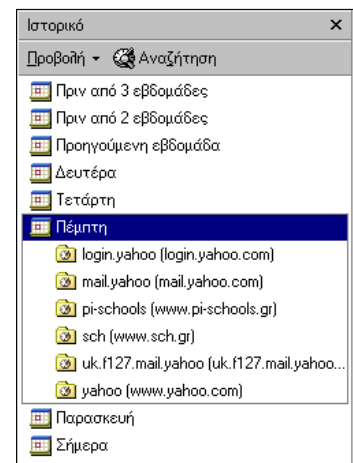 Ιστορικό
Προβολή Αναζήτηση
Πριν από 3 εβδομάδες
Πριν από 2 εβδομάδες
Προηγούμενη εβδομάδα
Δευτέρα
Τετάρτη
Πέμπτη
login.yahoo (login.yahoo.com)
mail.yahoo (mail.yahoo.com)
pi-schools (www.pi-schools.gr)
sch (www.sch.gr)
uk.f127.mail.yahoo (uk.f127.mail.yahoo...
yahoo (www.yahoo.com)
Παρασκευή
Σήμερα